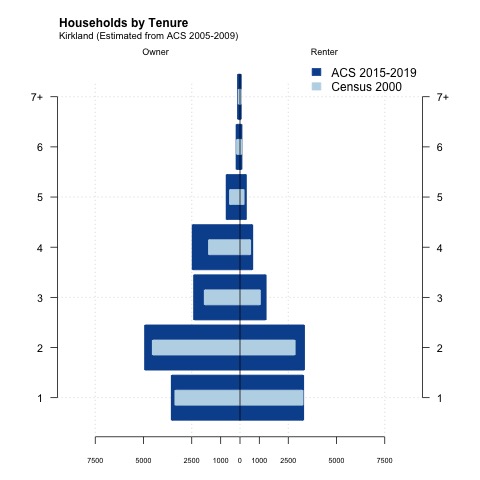 Households by Tenure
Kirkland (Estimated from ACS 2005-2009)
Owner
Renter
ACS 2015-2019
Census 2000
7+ 7+
6 6
5 5
4 4
3 3
2 2
1 1
7500 5000 2500 1000 0 1000 2500 5000 7500